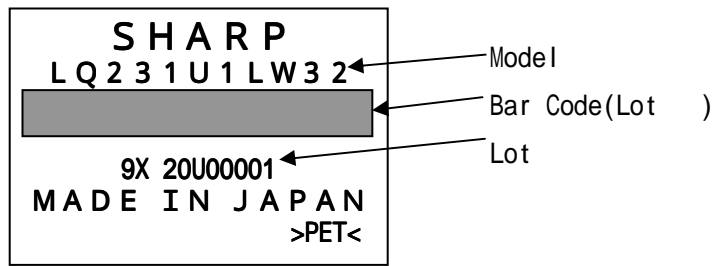 SHARP
LQ231U1LW32
Model
Bar Code(Lot )
9X 20U00001
Lot
MADE IN JAPAN
>PET<